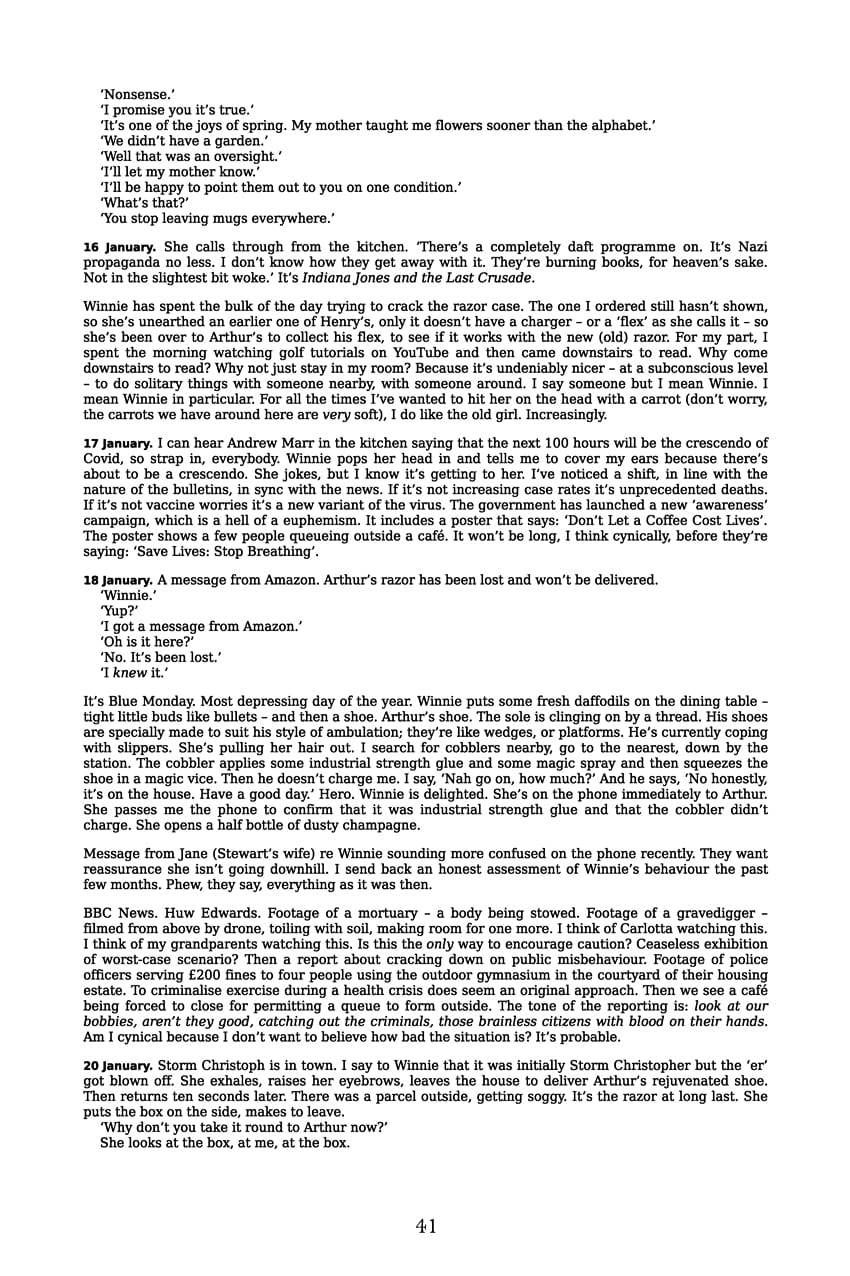 ‘Nonsense.’
‘I promise you it’s true.’
‘It’s one of the joys of spring. My mother taught me flowers sooner than the alphabet.’
‘We didn’t have a garden.’
‘Well that was an oversight.’
‘I’ll let my mother know.’
‘I’ll be happy to point them out to you on one condition.’
‘What’s that?’
‘You stop leaving mugs everywhere.’
16 January. She calls through from the kitchen. ‘There’s a completely daft programme on. It’s Nazi
propaganda no less. I don’t know how they get away with it. They’re burning books, for heaven’s sake.
Not in the slightest bit woke.’ It’s Indiana Jones and the Last Crusade.
Winnie has spent the bulk of the day trying to crack the razor case. The one I ordered still hasn’t shown,
so she’s unearthed an earlier one of Henry’s, only it doesn’t have a charger – or a ‘flex’ as she calls it – so
she’s been over to Arthur’s to collect his flex, to see if it works with the new (old) razor. For my part, I
spent the morning watching golf tutorials on YouTube and then came downstairs to read. Why come
downstairs to read? Why not just stay in my room? Because it’s undeniably nicer – at a subconscious level
– to do solitary things with someone nearby, with someone around. I say someone but I mean Winnie. I
mean Winnie in particular. For all the times I’ve wanted to hit her on the head with a carrot (don’t worry,
the carrots we have around here are very soft), I do like the old girl. Increasingly.
17 January. I can hear Andrew Marr in the kitchen saying that the next 100 hours will be the crescendo of
Covid, so strap in, everybody. Winnie pops her head in and tells me to cover my ears because there’s
about to be a crescendo. She jokes, but I know it’s getting to her. I’ve noticed a shift, in line with the
nature of the bulletins, in sync with the news. If it’s not increasing case rates it’s unprecedented deaths.
If it’s not vaccine worries it’s a new variant of the virus. The government has launched a new ‘awareness’
campaign, which is a hell of a euphemism. It includes a poster that says: ‘Don’t Let a Coffee Cost Lives’.
The poster shows a few people queueing outside a café. It won’t be long, I think cynically, before they’re
saying: ‘Save Lives: Stop Breathing’.
18 January. A message from Amazon. Arthur’s razor has been lost and won’t be delivered.
‘Winnie.’
‘Yup?’
‘I got a message from Amazon.’
‘Oh is it here?’
‘No. It’s been lost.’
‘I knew it.’
It’s Blue Monday. Most depressing day of the year. Winnie puts some fresh daffodils on the dining table –
tight little buds like bullets – and then a shoe. Arthur’s shoe. The sole is clinging on by a thread. His shoes
are specially made to suit his style of ambulation; they’re like wedges, or platforms. He’s currently coping
with slippers. She’s pulling her hair out. I search for cobblers nearby, go to the nearest, down by the
station. The cobbler applies some industrial strength glue and some magic spray and then squeezes the
shoe in a magic vice. Then he doesn’t charge me. I say, ‘Nah go on, how much?’ And he says, ‘No honestly,
it’s on the house. Have a good day.’ Hero. Winnie is delighted. She’s on the phone immediately to Arthur.
She passes me the phone to confirm that it was industrial strength glue and that the cobbler didn’t
charge. She opens a half bottle of dusty champagne.
Message from Jane (Stewart’s wife) re Winnie sounding more confused on the phone recently. They want
reassurance she isn’t going downhill. I send back an honest assessment of Winnie’s behaviour the past
few months. Phew, they say, everything as it was then.
BBC News. Huw Edwards. Footage of a mortuary – a body being stowed. Footage of a gravedigger –
filmed from above by drone, toiling with soil, making room for one more. I think of Carlotta watching this.
I think of my grandparents watching this. Is this the only way to encourage caution? Ceaseless exhibition
of worst-case scenario? Then a report about cracking down on public misbehaviour. Footage of police
officers serving £200 fines to four people using the outdoor gymnasium in the courtyard of their housing
estate. To criminalise exercise during a health crisis does seem an original approach. Then we see a café
being forced to close for permitting a queue to form outside. The tone of the reporting is: look at our
bobbies, aren’t they good, catching out the criminals, those brainless citizens with blood on their hands.
Am I cynical because I don’t want to believe how bad the situation is? It’s probable.
20 January. Storm Christoph is in town. I say to Winnie that it was initially Storm Christopher but the ‘er’
got blown off. She exhales, raises her eyebrows, leaves the house to deliver Arthur’s rejuvenated shoe.
Then returns ten seconds later. There was a parcel outside, getting soggy. It’s the razor at long last. She
puts the box on the side, makes to leave.
‘Why don’t you take it round to Arthur now?’
She looks at the box, at me, at the box.
41